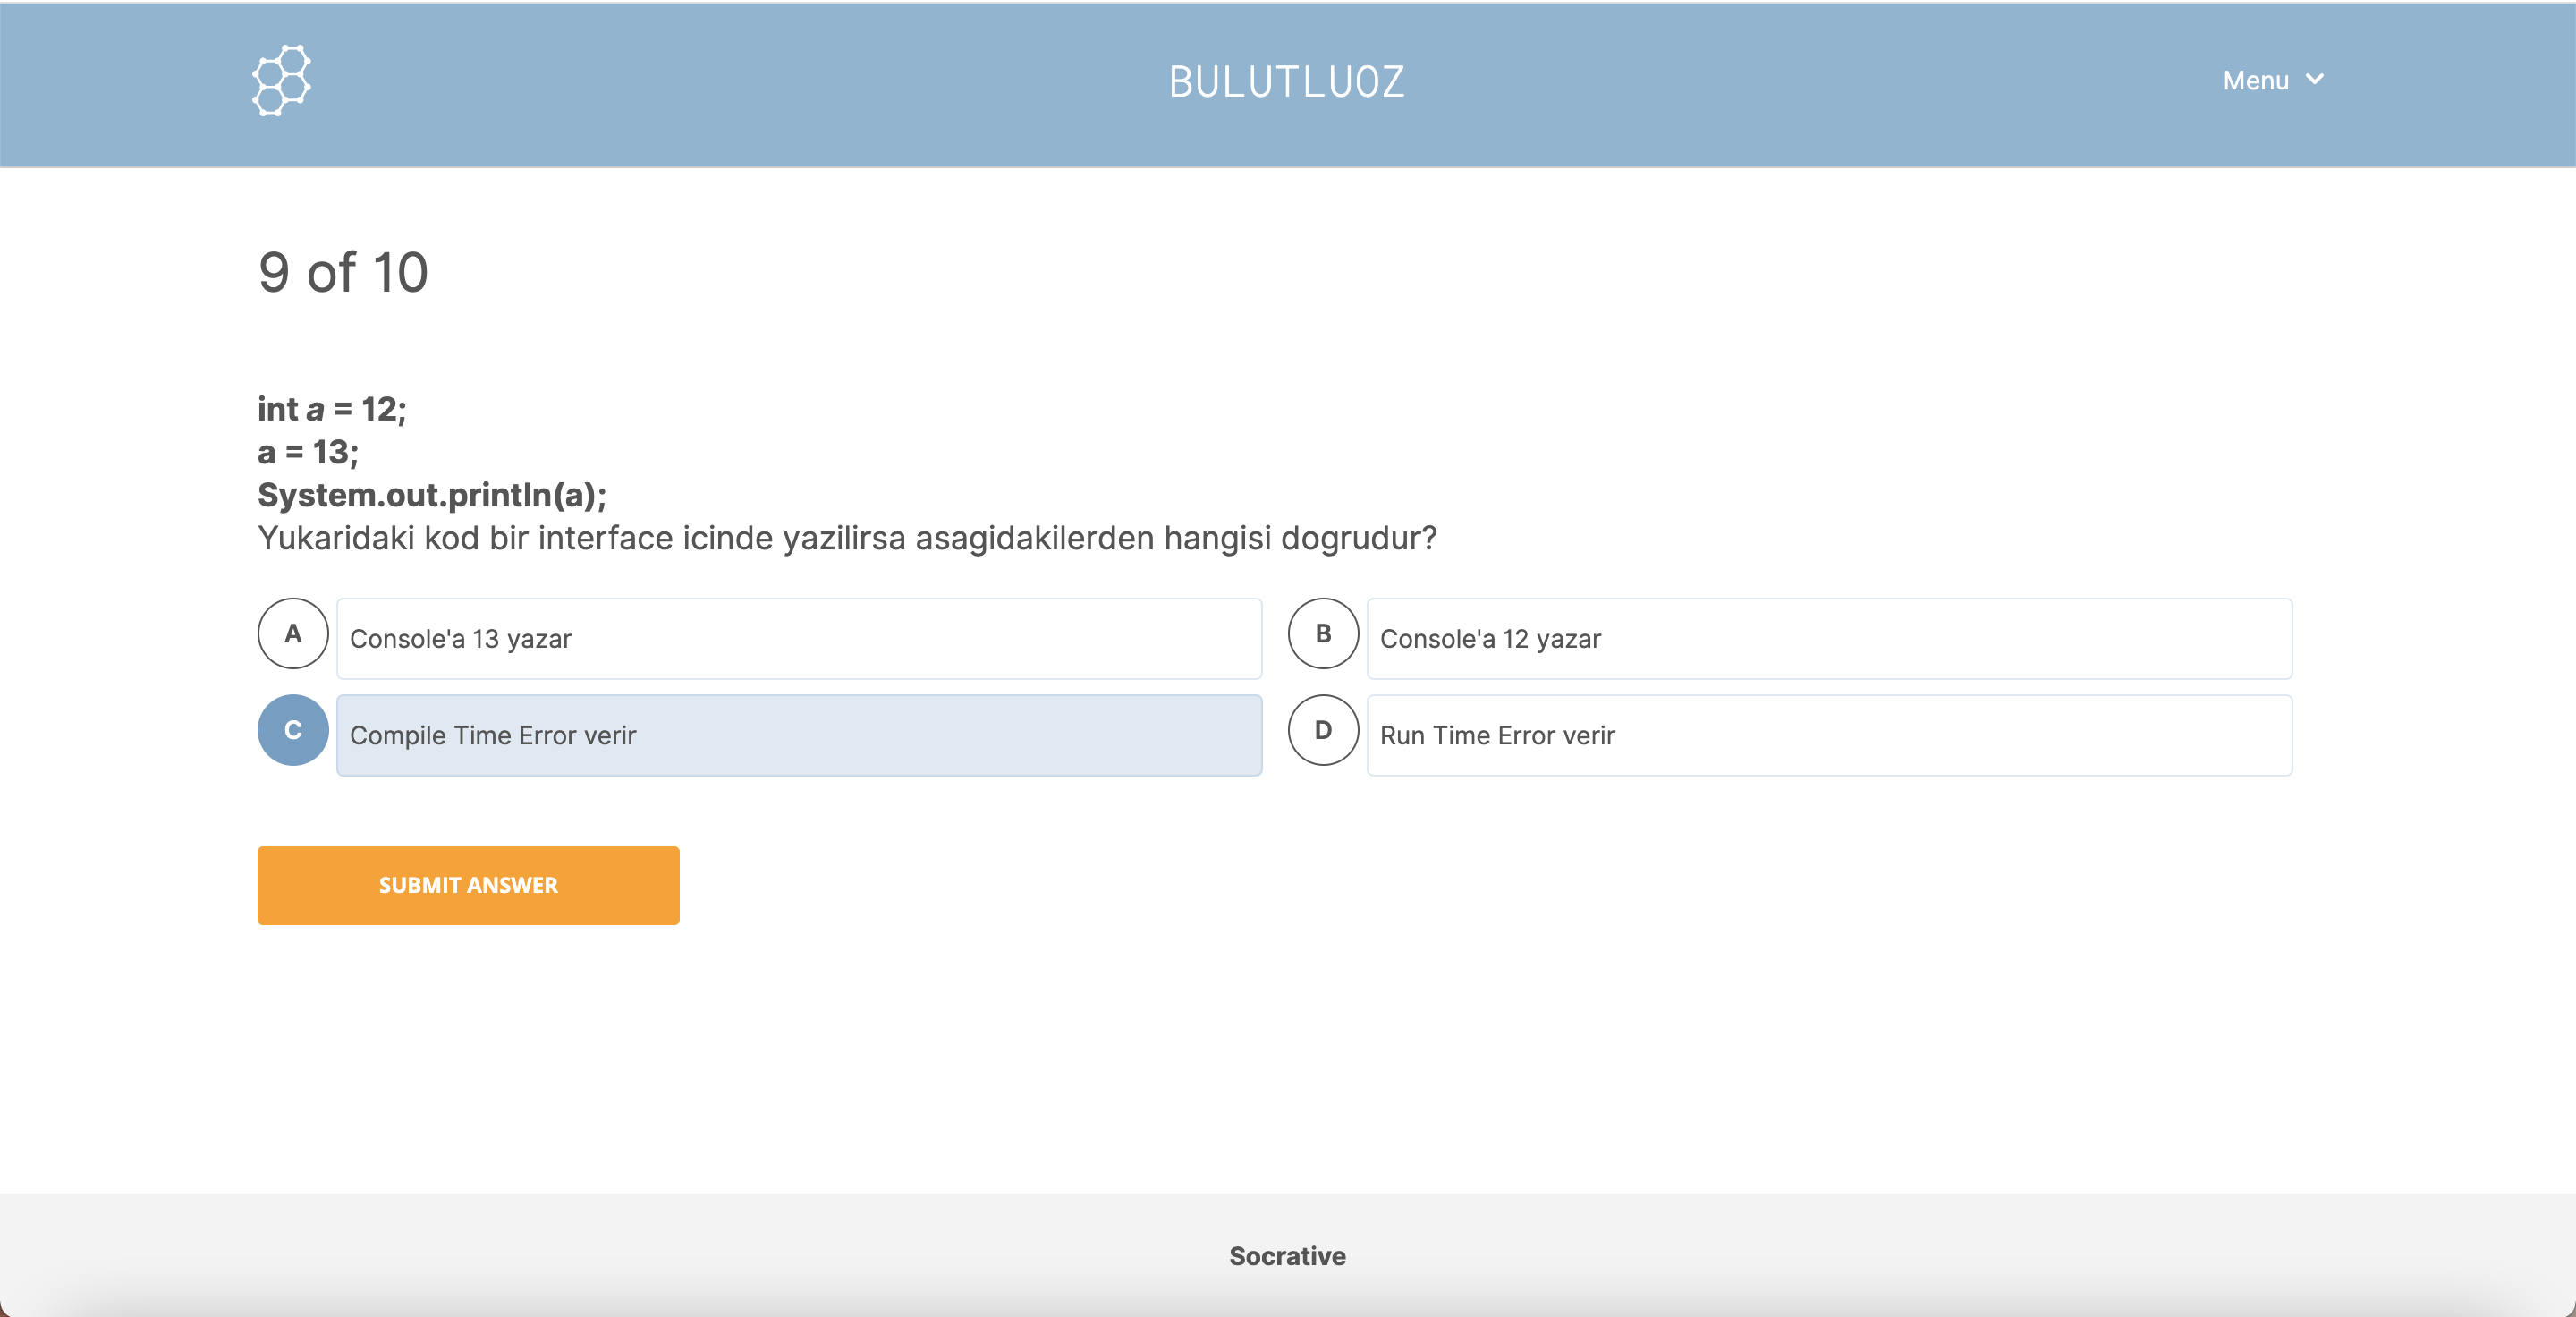 BULUTLUOZ
Menu
9 of 10
int a = 12;
a = 13;
System.out.println(a);
Yukaridaki kod bir interface icinde yazilirsa asagidakilerden hangisi dogrudur?
A Console'a 13 yazar
B Console'a 12 yazar
C Compile Time Error verir
D Run Time Error verir
SUBMIT ANSWER
Socrative